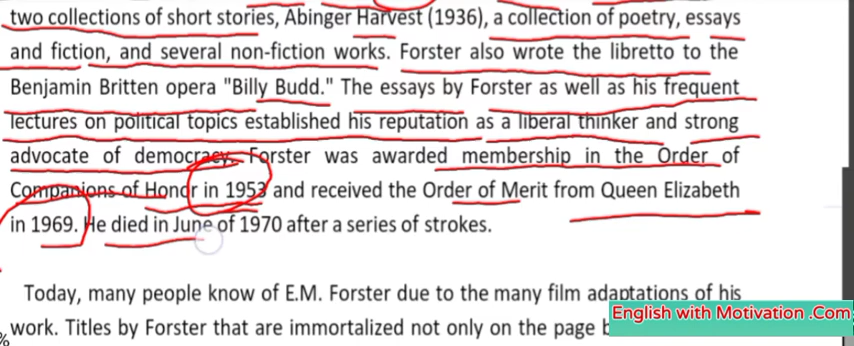 two collections of short stories, Abinger Harvest (1936), a collection of poetry, essays
and fiction, and several non-fiction works. Forster also wrote the libretto to the
Benjamin Britten opera "Billy Budd." The essays by Forster as well as his frequent
lectures on political topics established his reputation as a liberal thinker and strong
advocate of democracy. Forster was awarded membership in the Order of
Companions of Honor in 1953 and received the Order of Merit from Queen Elizabeth
in 1969. He died in June of 1970 after a series of strokes.
Today, many people know of E.M. Forster due to the many film adaptations of his
work. Titles by Forster that are immortalized not only on the page
English with Motivation .Com
%